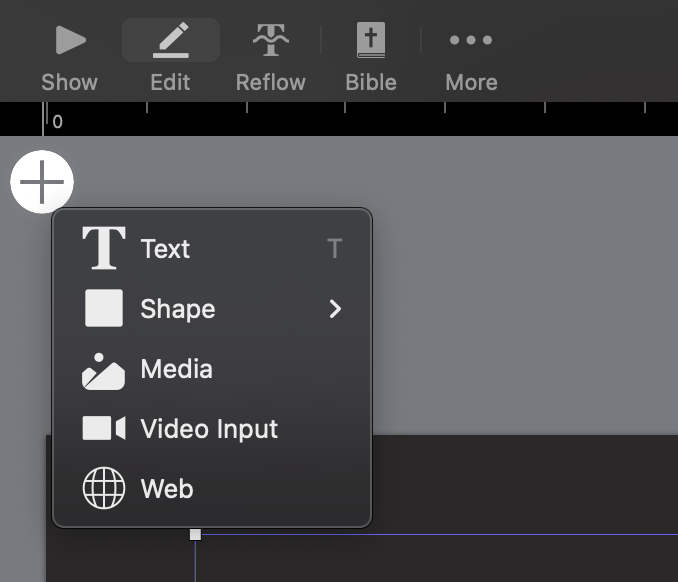 Show Edit Reflow Bible More
0
Text T
Shape
Media
Video Input
Web